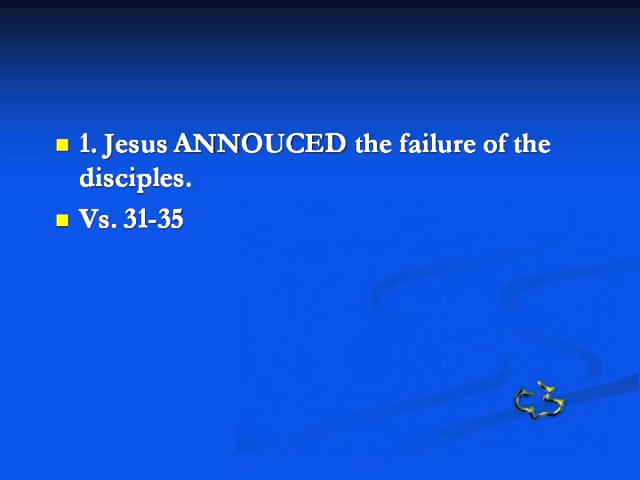 1. Jesus ANNOUCED the failure of the
disciples.
Vs. 31-35